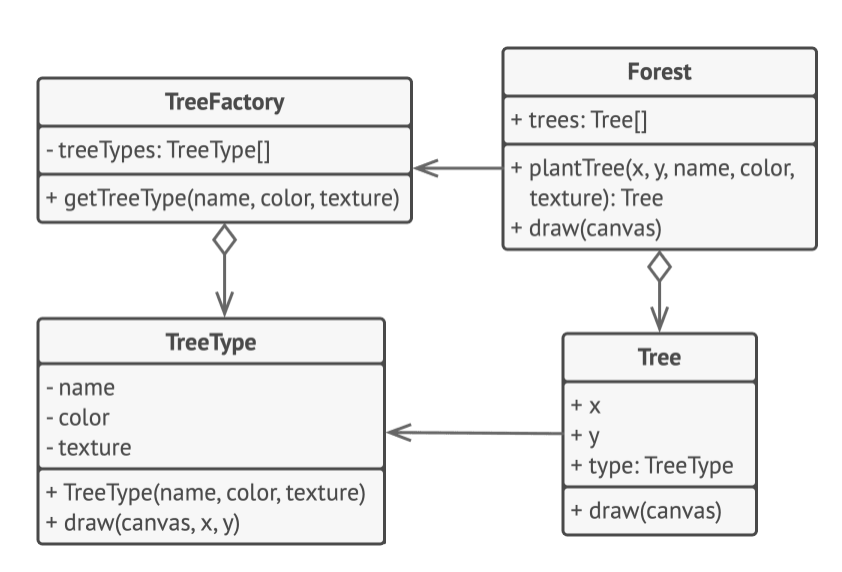 TreeFactory
- treeTypes: TreeType[]
+ getTreeType(name, color, texture)
Forest
+ trees: Tree[]
+ plantTree(x, y, name, color,
texture): Tree
+ draw(canvas)
TreeType
- name
- color
- texture
+ TreeType(name, color, texture)
+ draw(canvas, x, y)
Tree
+ x
+ y
+ type: TreeType
+ draw(canvas)